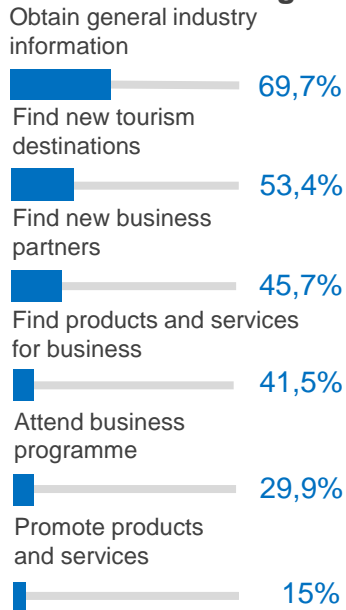 Obtain general industry
information
69,7%
Find new tourism
destinations
53,4%
Find new business
partners
45,7%
Find products and services
for business
41,5%
Attend business
programme
29,9%
Promote products
and services
15%